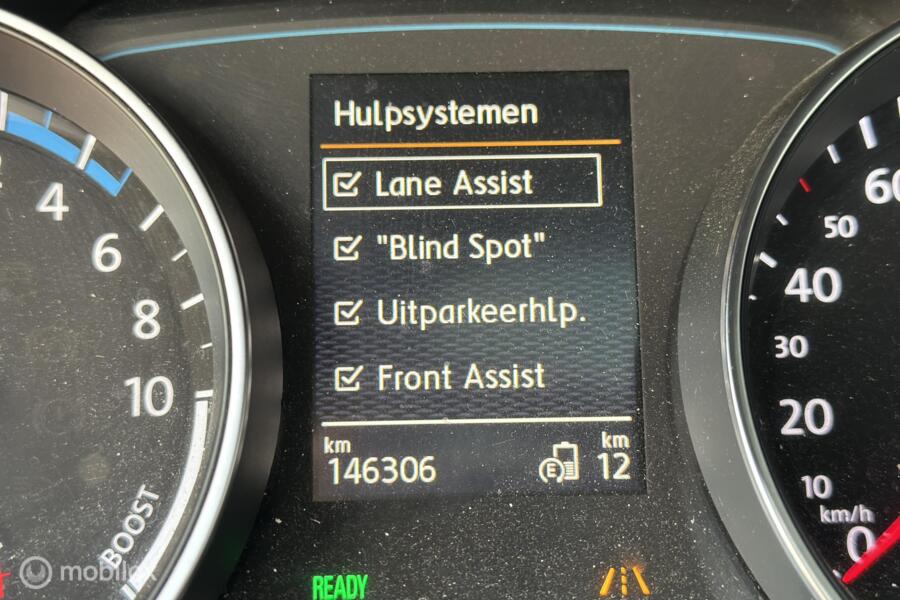 Hulpsystemen
Lane Assist
"Blind Spot"
Uitparkeerhlp.
Front Assist
km
146306
E
km
12
4
6
8
10
BOOST
60
50
40
30
20
10
km/h
0
READY
mobilox